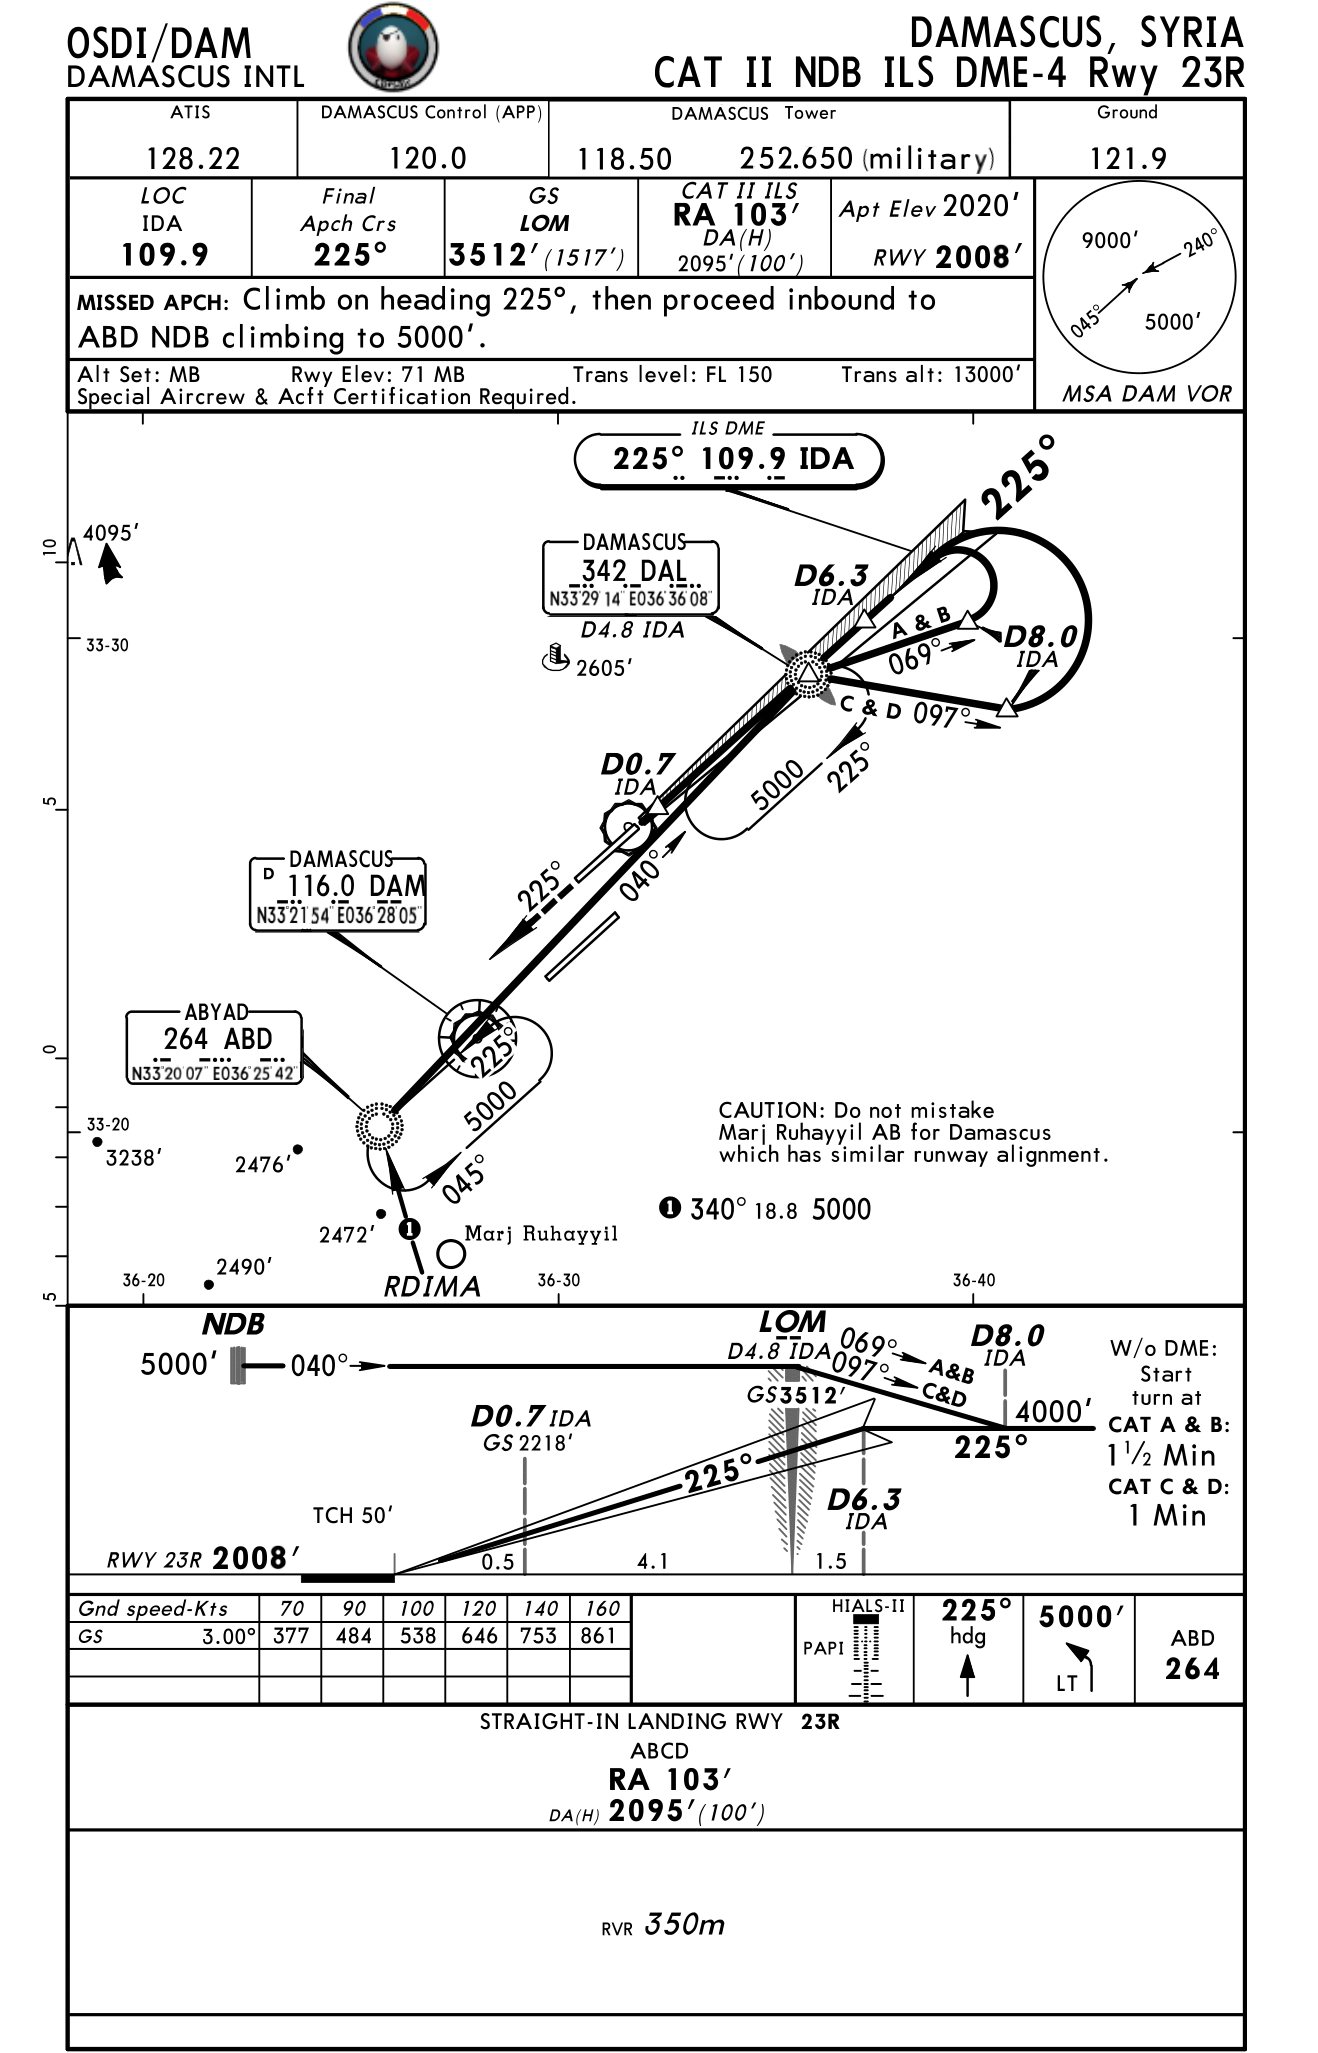 OSDI/DAM
DAMASCUS INTL
DAMASCUS, SYRIA
CAT II NDB ILS DME-4 Rwy 23R
ATIS
128.22
DAMASCUS Control (APP)
120.0
DAMASCUS Tower
118.50 252.650 (military)
Ground
121.9
LOC
IDA
109.9
Final
Apch Crs
225°
GS
LOM
3512' (1517')
CAT II ILS
RA 103'
DA(H)
2095' (100')
Apt Elev 2020'
RWY 2008'
9000'
240°
045°
5000'
MSA DAM VOR
MISSED APCH: Climb on heading 225°, then proceed inbound to
ABD NDB climbing to 5000'.
Alt Set: MB Rwy Elev: 71 MB Trans level: FL 150 Trans alt: 13000'
Special Aircrew & Acft Certification Required.
ILS DME
225° 109.9 IDA
225°
4095'
10
DAMASCUS
342 DAL
N33°29'14" E036°36'08"
D4.8 IDA
2605'
D6.3
IDA
A & B
069°
D8.0
IDA
C & D 097°
33-30
5000
225°
D0.7
IDA
5
040°
225°
DAMASCUS
D 116.0 DAM
N33°21'54" E036°28'05"
ABYAD
264 ABD
N33°20'07" E036°25'42"
225°
5000
045°
0
33-20
3238'
2476'
2472'
2490'
CAUTION: Do not mistake
Marj Ruhayyil AB for Damascus
which has similar runway alignment.
1 340° 18.8 5000
1
Marj Ruhayyil
RDIMA
36-20
36-30
36-40
5
NDB
5000'
040°
LOM
D4.8 IDA
GS3512'
069°
A&B
097°
C&D
D8.0
IDA
4000'
225°
D0.7 IDA
GS 2218'
225°
D6.3
IDA
TCH 50'
RWY 23R 2008'
0.5
4.1
1.5
W/o DME:
Start
turn at
CAT A & B:
1½ Min
CAT C & D:
1 Min
Gnd speed-Kts 70 90 100 120 140 160
GS 3.00° 377 484 538 646 753 861
HIALS-II
PAPI
225°
hdg
5000'
LT
ABD
264
STRAIGHT-IN LANDING RWY 23R
ABCD
RA 103'
DA(H) 2095' (100')
RVR 350m